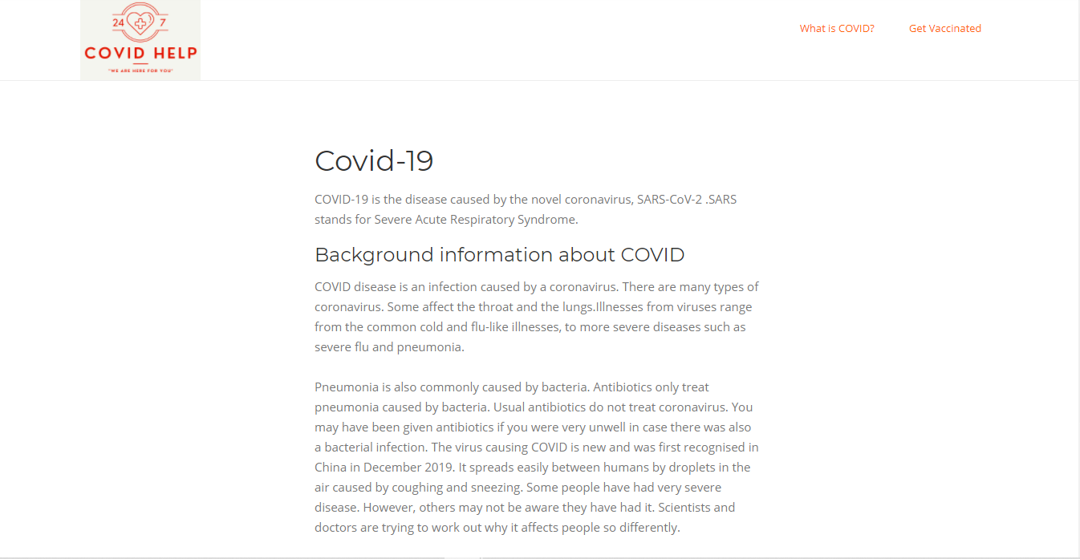 24 7
COVID HELP
"WE ARE HERE FOR YOU"
What is COVID? Get Vaccinated
Covid-19
COVID-19 is the disease caused by the novel coronavirus, SARS-CoV-2 .SARS
stands for Severe Acute Respiratory Syndrome.
Background information about COVID
COVID disease is an infection caused by a coronavirus. There are many types of
coronavirus. Some affect the throat and the lungs.Illnesses from viruses range
from the common cold and flu-like illnesses, to more severe diseases such as
severe flu and pneumonia.
Pneumonia is also commonly caused by bacteria. Antibiotics only treat
pneumonia caused by bacteria. Usual antibiotics do not treat coronavirus. You
may have been given antibiotics if you were very unwell in case there was also
a bacterial infection. The virus causing COVID is new and was first recognised in
China in December 2019. It spreads easily between humans by droplets in the
air caused by coughing and sneezing. Some people have had very severe
disease. However, others may not be aware they have had it. Scientists and
doctors are trying to work out why it affects people so differently.